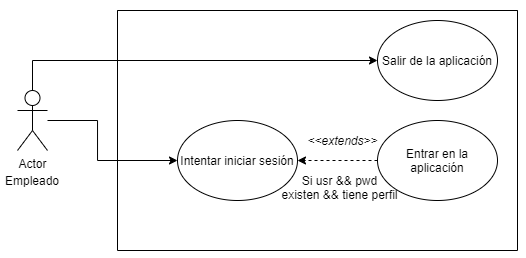 Salir de la aplicación
Actor
Empleado
Intentar iniciar sesión
<<extends>>
Si usr && pwd
existen && tiene perfil
Entrar en la
aplicación